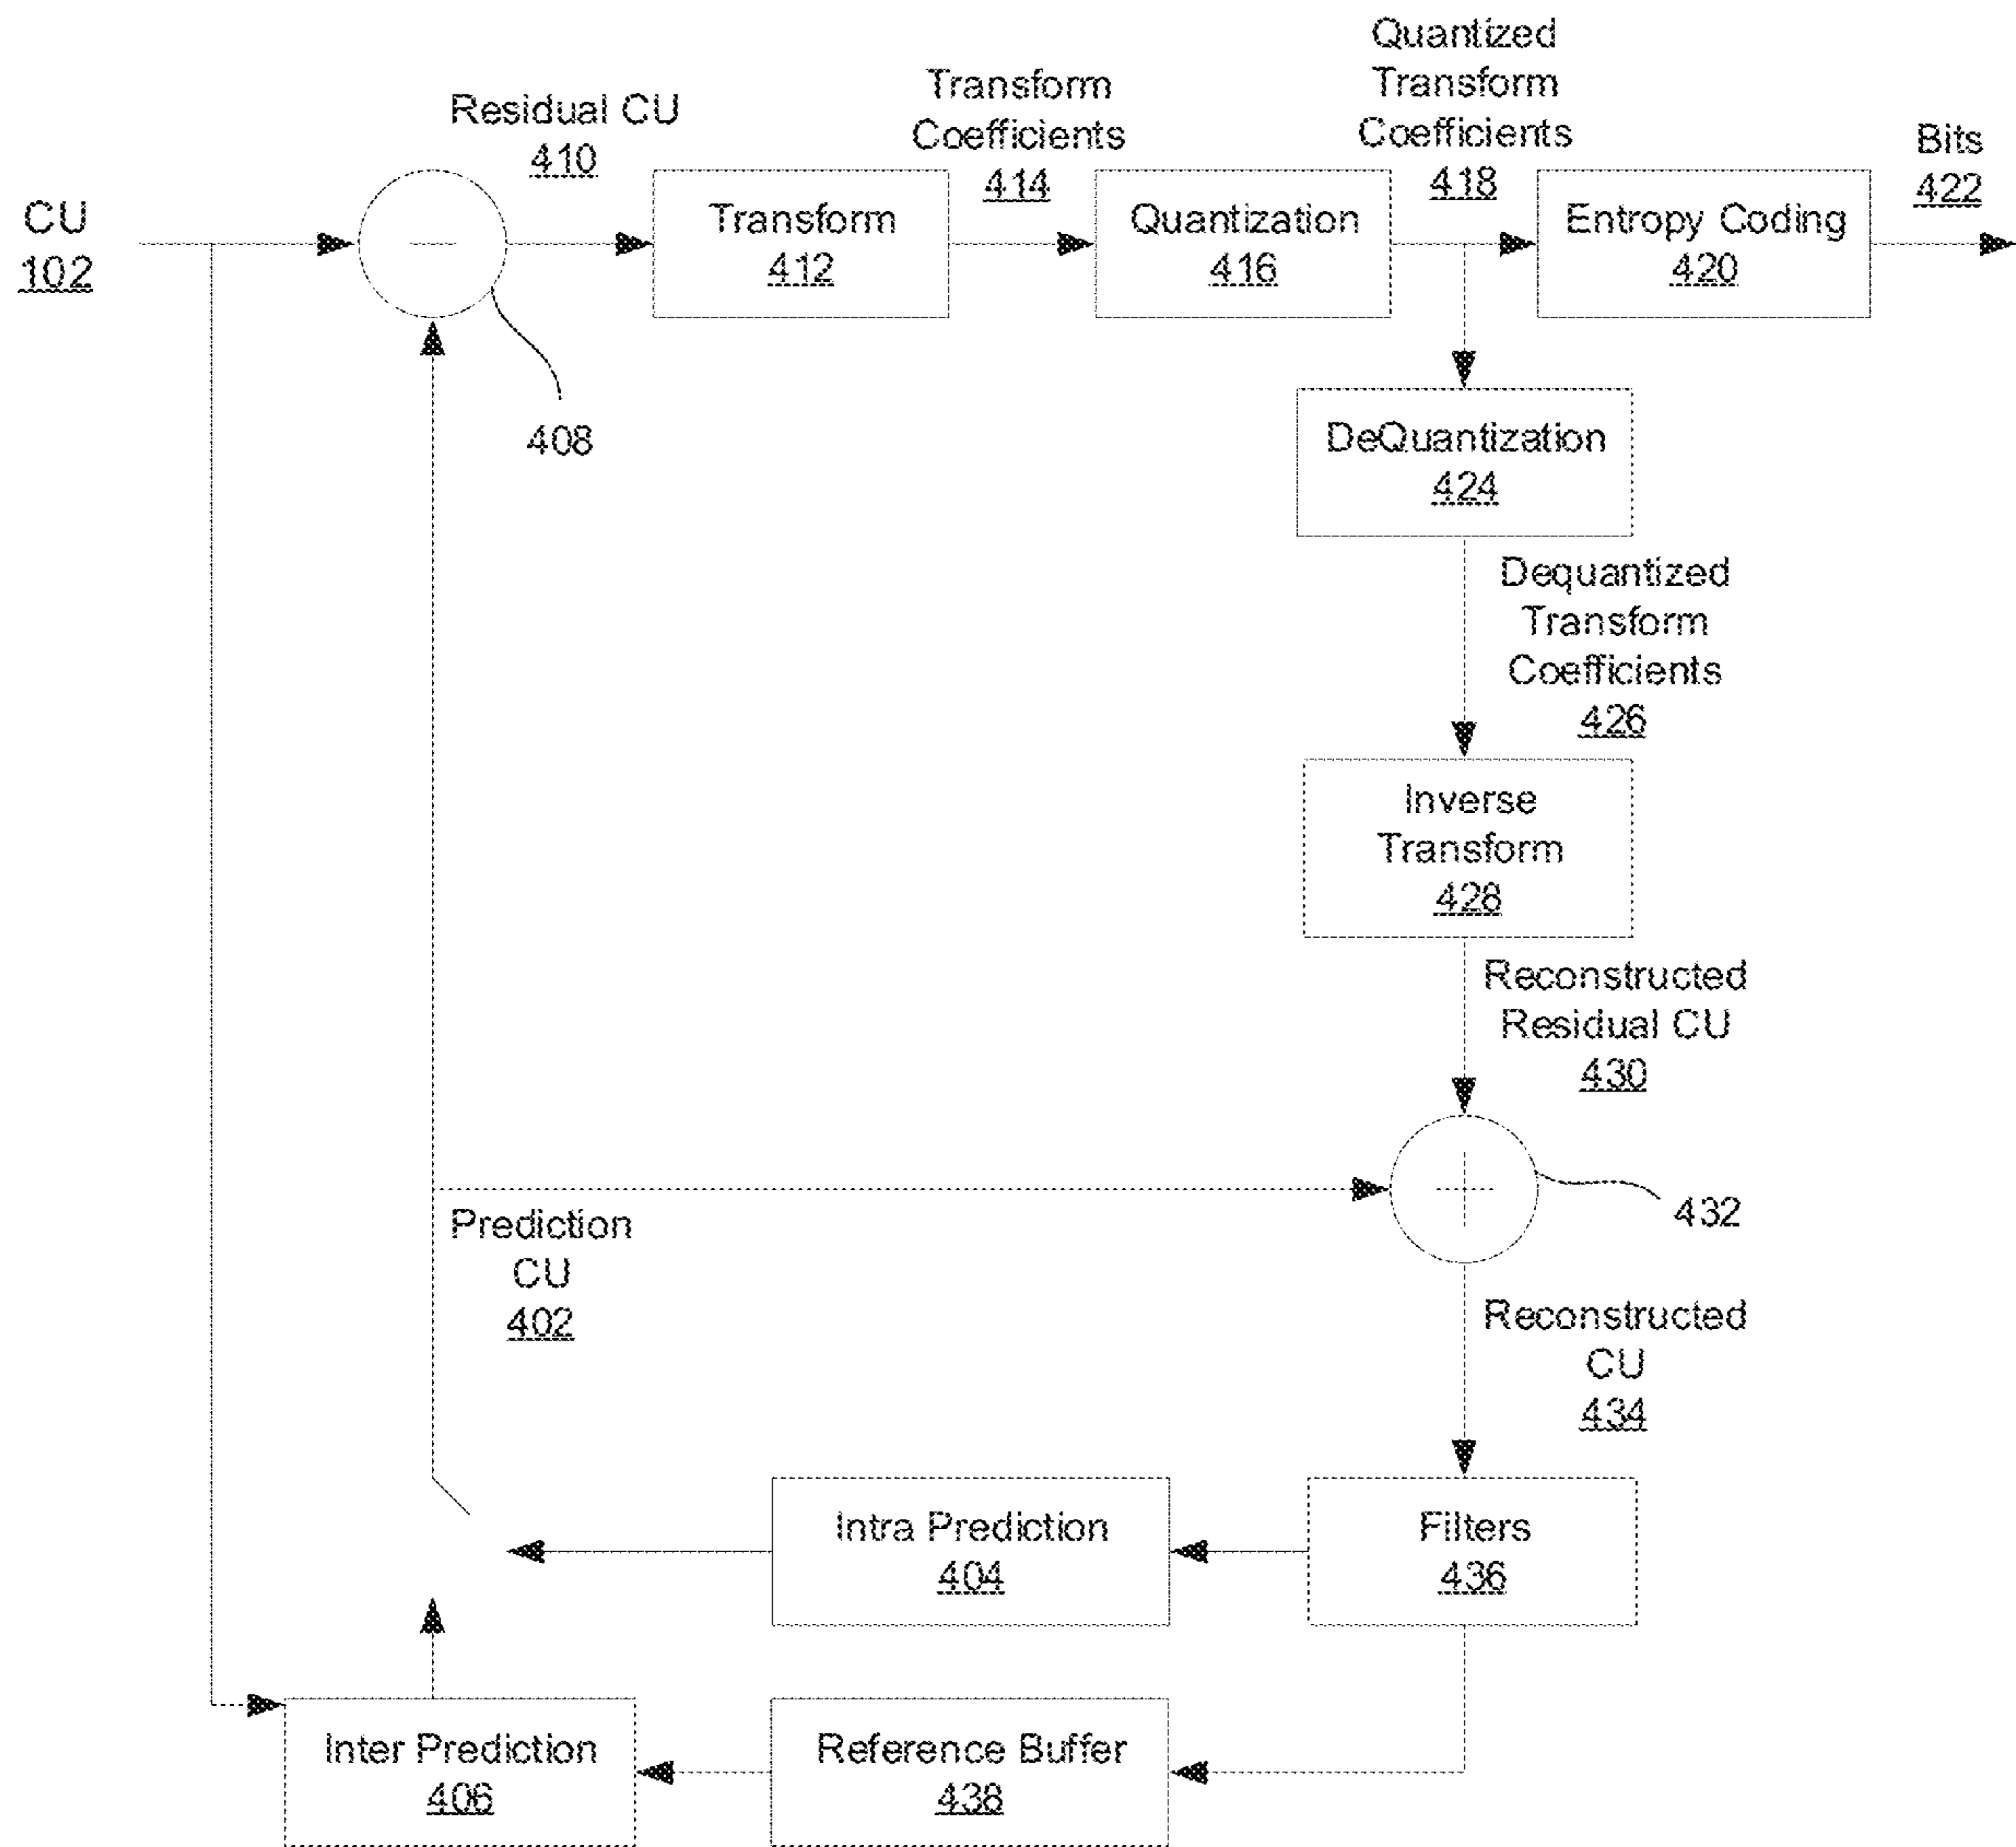 Residual CU
410
Transform
Coefficients
414
Quantized
Transform
Coefficients
418
Bits
422
CU
102
Transform
412
Quantization
416
Entropy Coding
420
408
DeQuantization
424
Dequantized
Transform
Coefficients
426
Inverse
Transform
428
Reconstructed
Residual CU
430
Prediction
CU
402
432
Reconstructed
CU
434
Intra Prediction
404
Filters
436
Inter Prediction
406
Reference Buffer
438